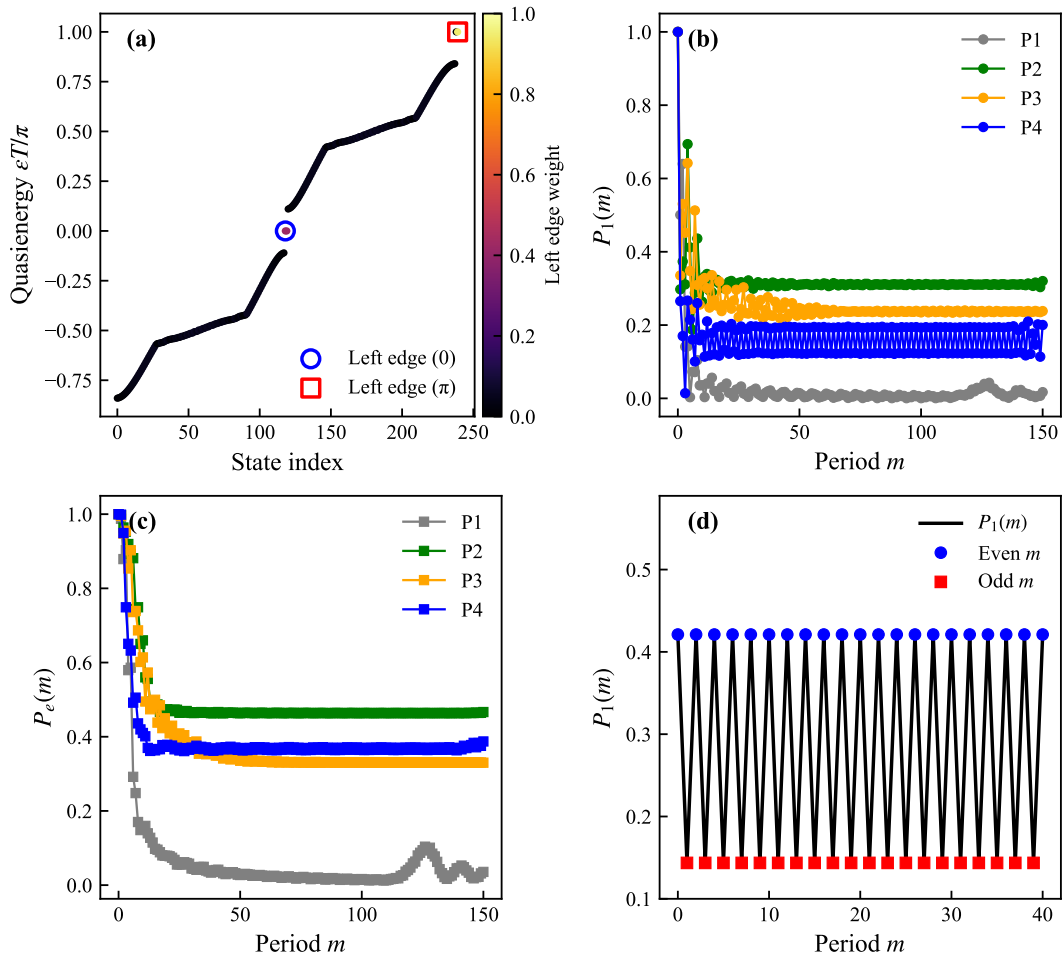 (a)
1.00
0.75
0.50
0.25
0.00
−0.25
−0.50
−0.75
Quasienergy εT/π
0 50 100 150 200 250
State index
Left edge (0)
Left edge (π)
1.0
0.8
0.6
0.4
0.2
0.0
Left edge weight
(b)
1.0
0.8
0.6
0.4
0.2
0.0
P₁(m)
0 50 100 150
Period m
P1
P2
P3
P4
(c)
1.0
0.8
0.6
0.4
0.2
0.0
Pₑ(m)
0 50 100 150
Period m
P1
P2
P3
P4
(d)
0.5
0.4
0.3
0.2
0.1
P₁(m)
0 10 20 30 40
Period m
P₁(m)
Even m
Odd m